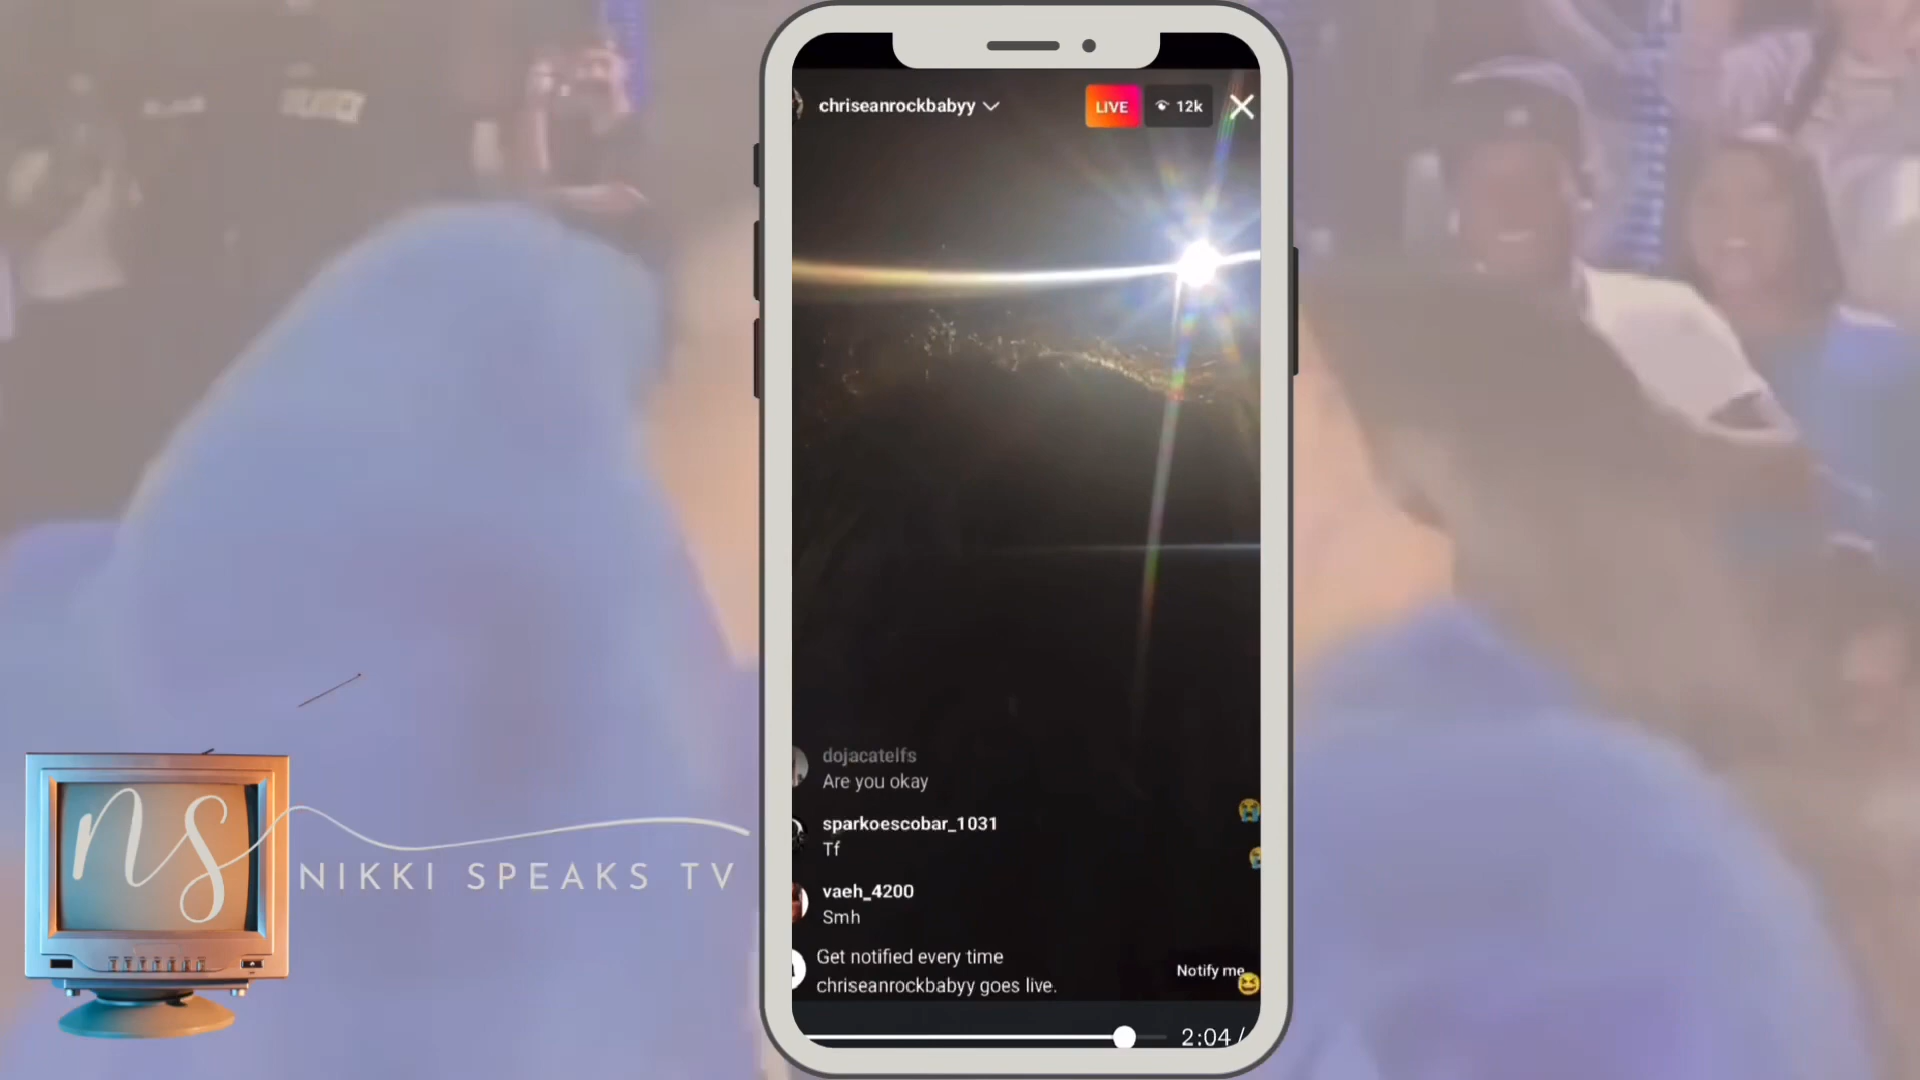 chriseanrockbabyy
LIVE
12k
dojacatelfs
Are you okay
sparkoescobar_1031
Tf
vaeh_4200
Smh
Get notified every time
chriseanrockbabyy goes live.
Notify me
2:04 /
ns
NIKKI SPEAKS TV